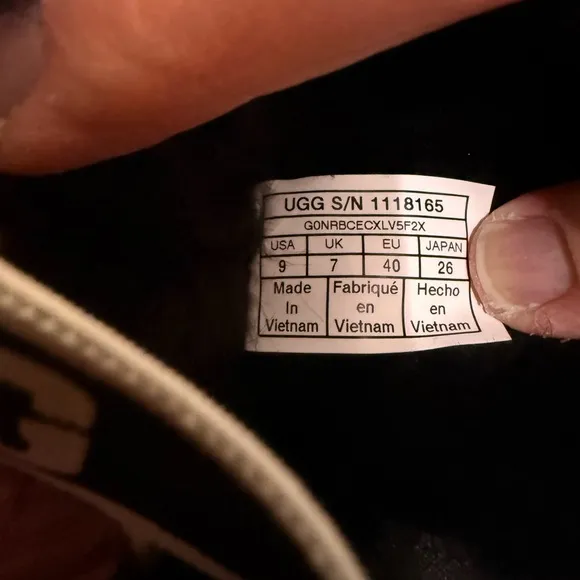 UGG S/N 1118165
G0NRBCECXLV5F2X
USA UK EU JAPAN
9 7 40 26
Made Fabriqué Hecho
In en en
Vietnam Vietnam Vietnam